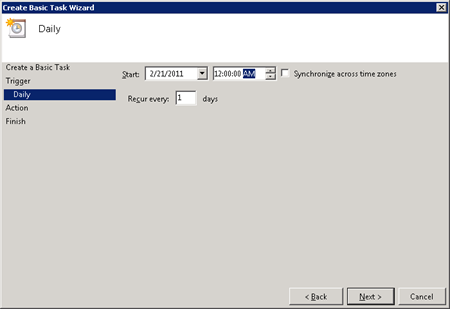 Create Basic Task Wizard
Daily
Create a Basic Task
Trigger
Daily
Action
Finish
Start: 2/21/2011 12:00:00 AM Synchronize across time zones
Recur every: 1 days
< Back Next > Cancel